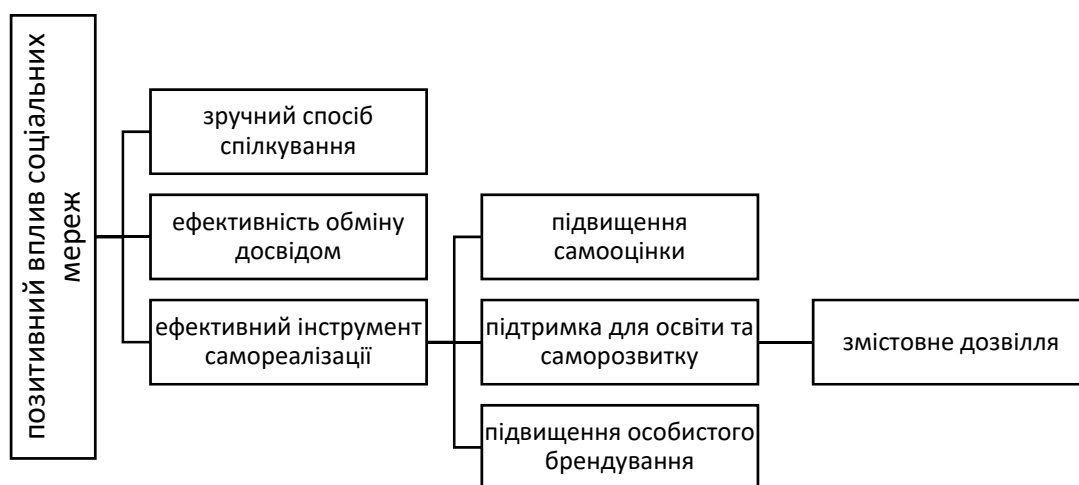 позитивний вплив соціальних
мереж
зручний спосіб
спілкування
ефективність обміну
досвідом
ефективний інструмент
самореалізації
підвищення
самооцінки
підтримка для освіти та
саморозвитку
підвищення особистого
брендування
змістовне дозвілля